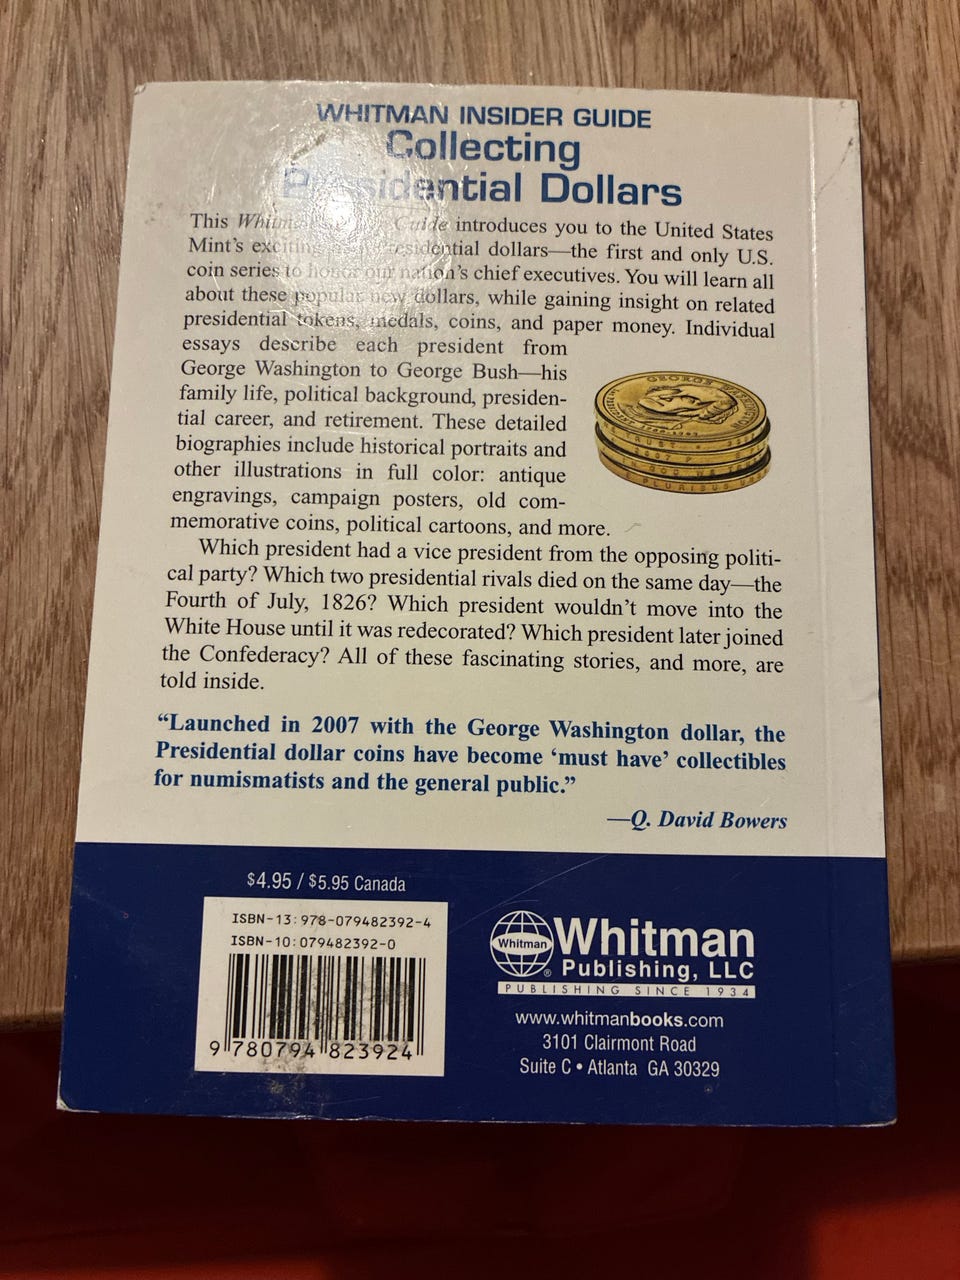 WHITMAN INSIDER GUIDE
Collecting
Presidential Dollars
This Whitman Guide introduces you to the United States
Mint's exciting new Presidential dollars—the first and only U.S.
coin series to honor our nation's chief executives. You will learn all
about these popular new dollars, while gaining insight on related
presidential tokens, medals, coins, and paper money. Individual
essays describe each president from
George Washington to George Bush—his
family life, political background, presiden-
tial career, and retirement. These detailed
biographies include historical portraits and
other illustrations in full color: antique
engravings, campaign posters, old com-
memorative coins, political cartoons, and more.
GEORGE WASHINGTON
Which president had a vice president from the opposing politi-
cal party? Which two presidential rivals died on the same day—the
Fourth of July, 1826? Which president wouldn't move into the
White House until it was redecorated? Which president later joined
the Confederacy? All of these fascinating stories, and more, are
told inside.
“Launched in 2007 with the George Washington dollar, the
Presidential dollar coins have become ‘must have’ collectibles
for numismatists and the general public.”
—Q. David Bowers
$4.95 / $5.95 Canada
ISBN-13: 978-079482392-4
ISBN-10: 079482392-0
9 780794 823924
Whitman
Whitman®
Publishing, LLC
PUBLISHING SINCE 1934
www.whitmanbooks.com
3101 Clairmont Road
Suite C • Atlanta GA 30329